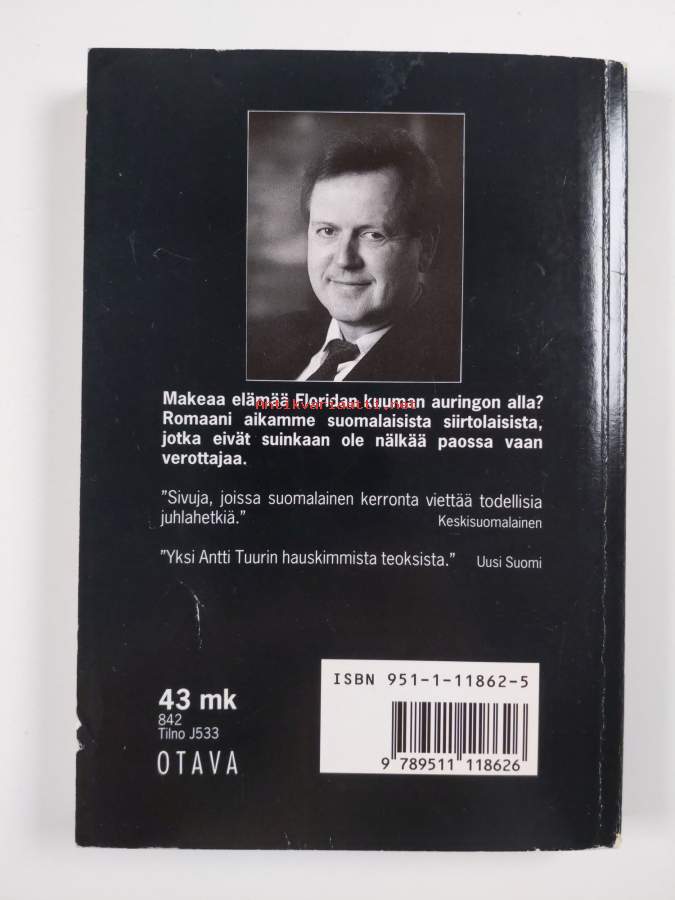 Makeaa elämää Floridan kuuman auringon alla?
Antikvariaatti.net
Romaani aikamme suomalaisista siirtolaisista,
jotka eivät suinkaan ole nälkää paossa vaan
verottajaa.
"Sivuja, joissa suomalainen kerronta viettää todellisia
juhlahetkiä." Keskisuomalainen
"Yksi Antti Tuurin hauskimmista teoksista." Uusi Suomi
43 mk
842
Tilno J533
OTAVA
ISBN 951-1-11862-5
9 789511 118626